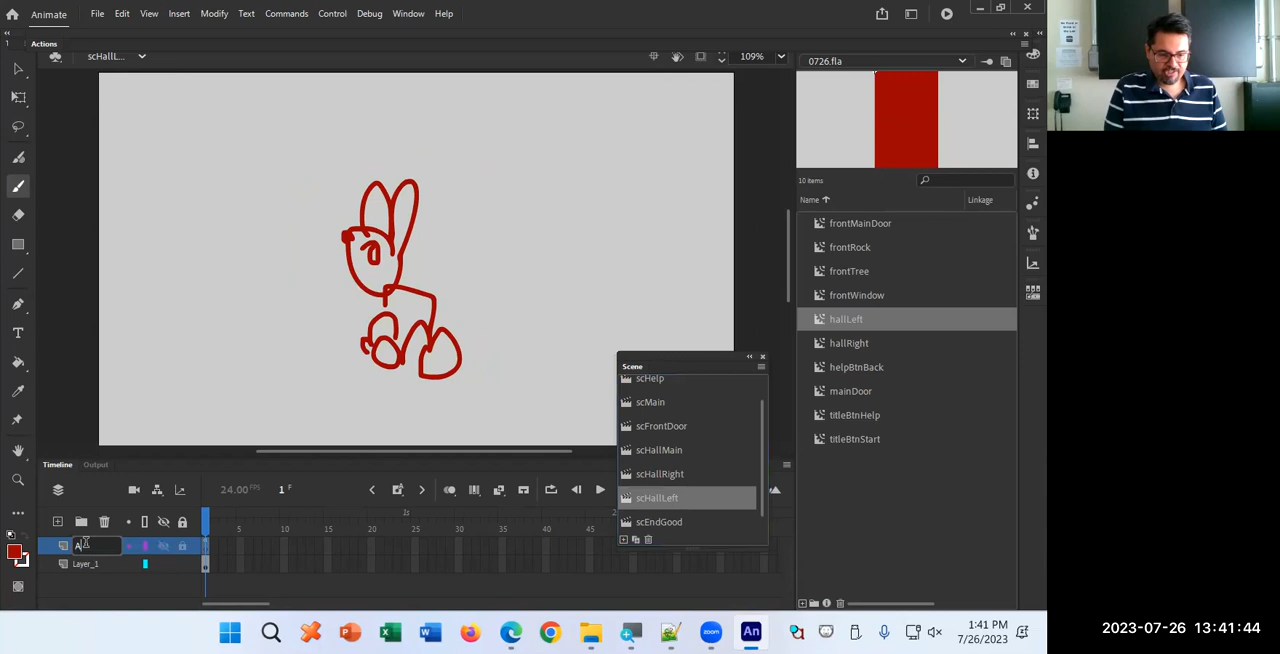 Animate File Edit View Insert Modify Text Commands Control Debug Window Help
Actions
scHallL...
109%
0726.fla
10 items
Name
Linkage
frontMainDoor
frontRock
frontTree
frontWindow
hallLeft
hallRight
helpBtnBack
mainDoor
titleBtnHelp
titleBtnStart
Scene
scHelp
scMain
scFrontDoor
scHallMain
scHallRight
scHallLeft
scEndGood
Timeline Output
24.00 FPS 1 F
1s
5 10 15 20 25 30 35 40 45
A
Layer_1
1:41 PM
7/26/2023
2023-07-26 13:41:44